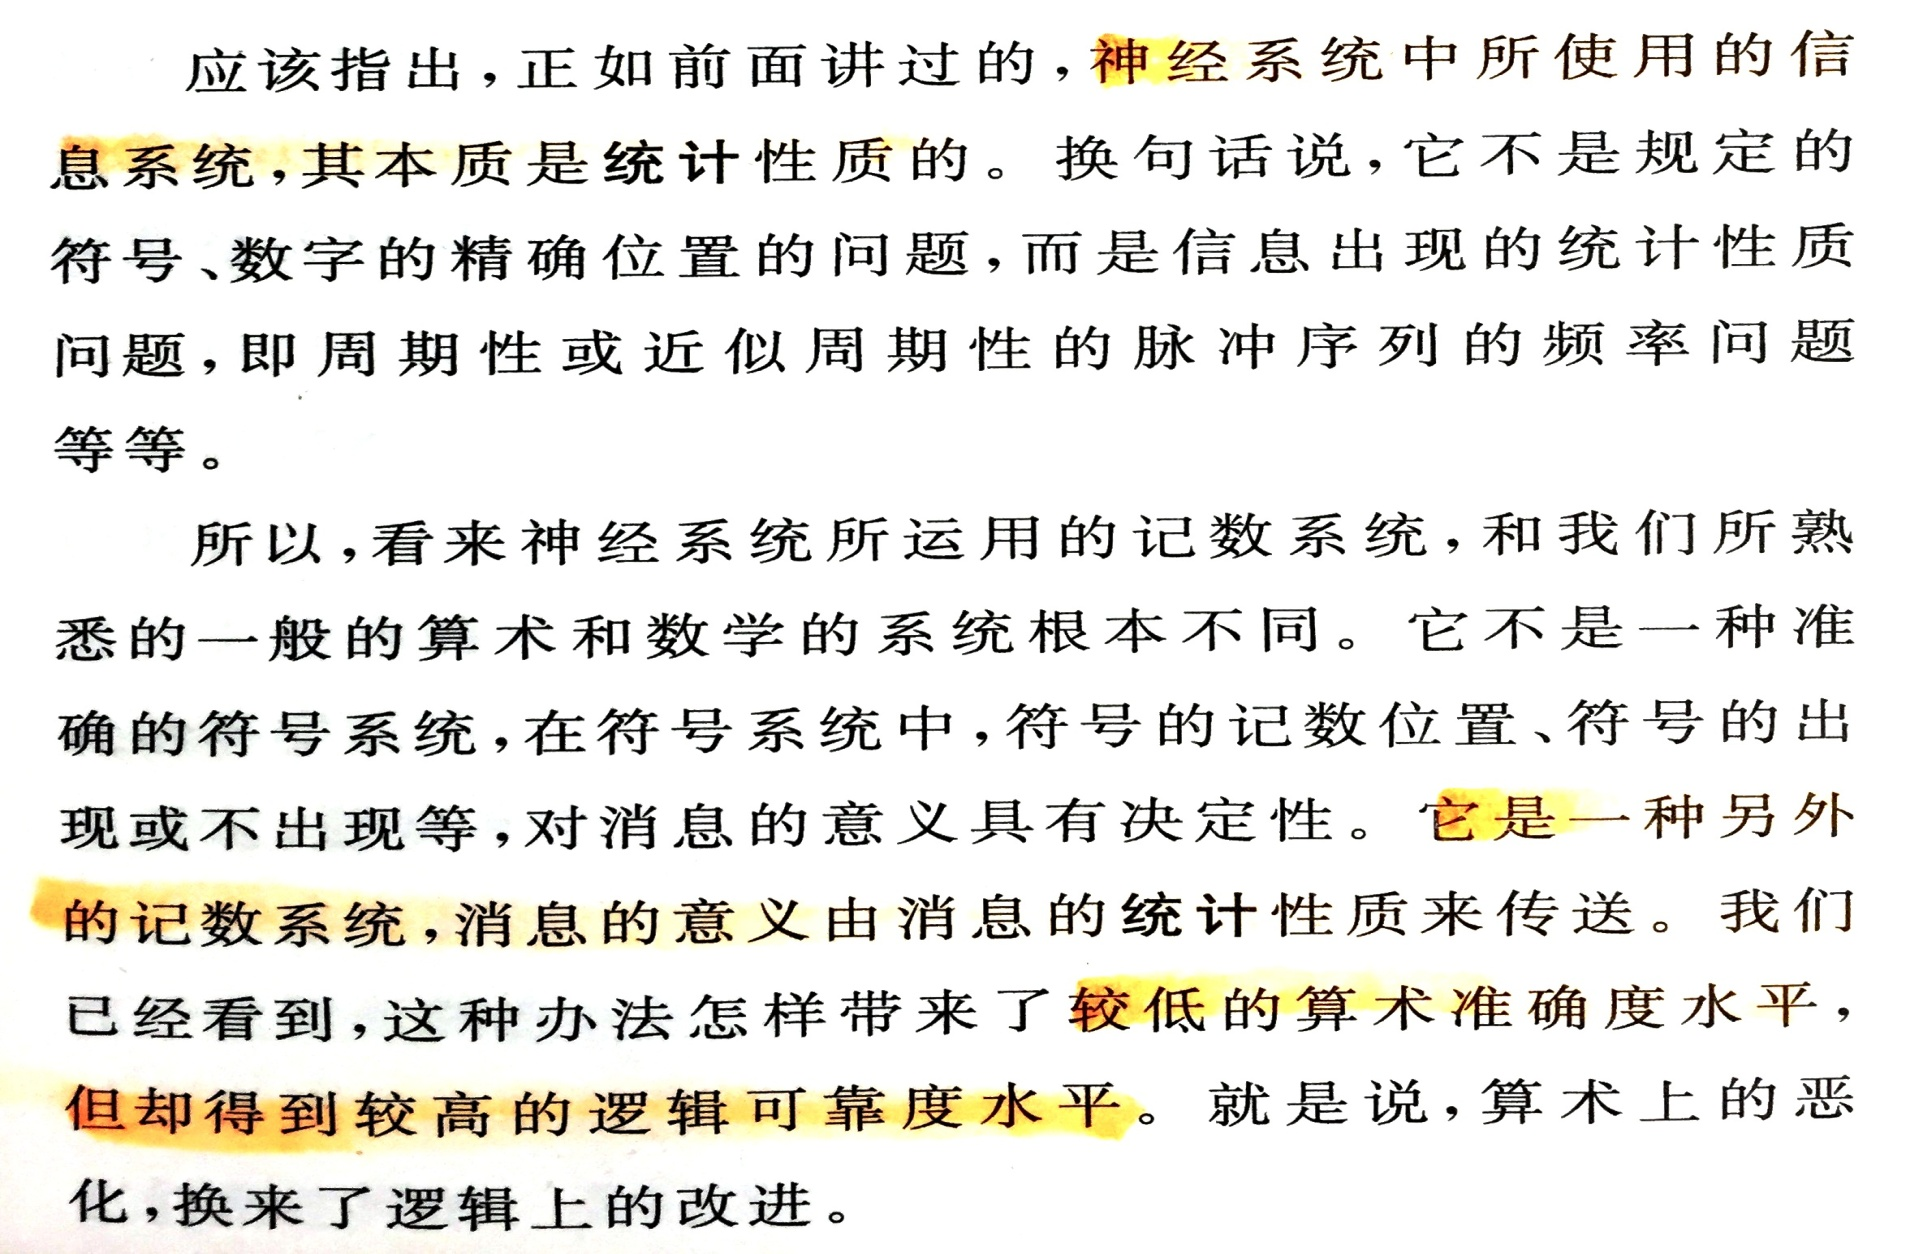 应该指出，正如前面讲过的，神经系统中所使用的信
息系统，其本质是统计性质的。换句话说，它不是规定的
符号、数字的精确位置的问题，而是信息出现的统计性质
问题，即周期性或近似周期性的脉冲序列的频率问题
等等。
所以，看来神经系统所运用的记数系统，和我们所熟
悉的一般的算术和数学的系统根本不同。它不是一种准
确的符号系统，在符号系统中，符号的记数位置、符号的出
现或不出现等，对消息的意义具有决定性。它是一种另外
的记数系统，消息的意义由消息的统计性质来传送。我们
已经看到，这种办法怎样带来了较低的算术准确度水平，
但却得到较高的逻辑可靠度水平。就是说，算术上的恶
化，换来了逻辑上的改进。